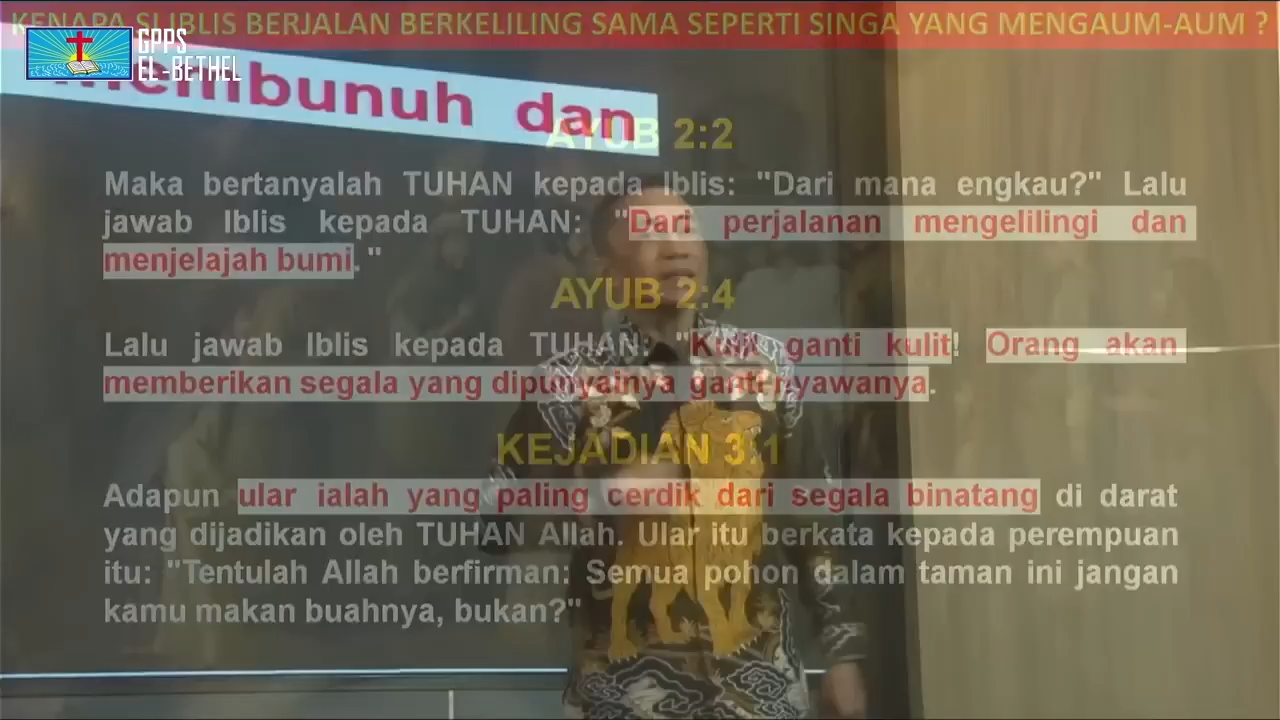 KENAPA SI IBLIS BERJALAN BERKELILING SAMA SEPERTI SINGA YANG MENGAUM-AUM ?
GPPS
EL-BETHEL
membunuh dan
AYUB 2:2
Maka bertanyalah TUHAN kepada Iblis: "Dari mana engkau?" Lalu
jawab Iblis kepada TUHAN: "Dari perjalanan mengelilingi dan
menjelajah bumi."
AYUB 2:4
Lalu jawab Iblis kepada TUHAN: "Kulit ganti kulit! Orang akan
memberikan segala yang dipunyainya ganti nyawanya.
KEJADIAN 3:1
Adapun ular ialah yang paling cerdik dari segala binatang di darat
yang dijadikan oleh TUHAN Allah. Ular itu berkata kepada perempuan
itu: "Tentulah Allah berfirman: Semua pohon dalam taman ini jangan
kamu makan buahnya, bukan?"